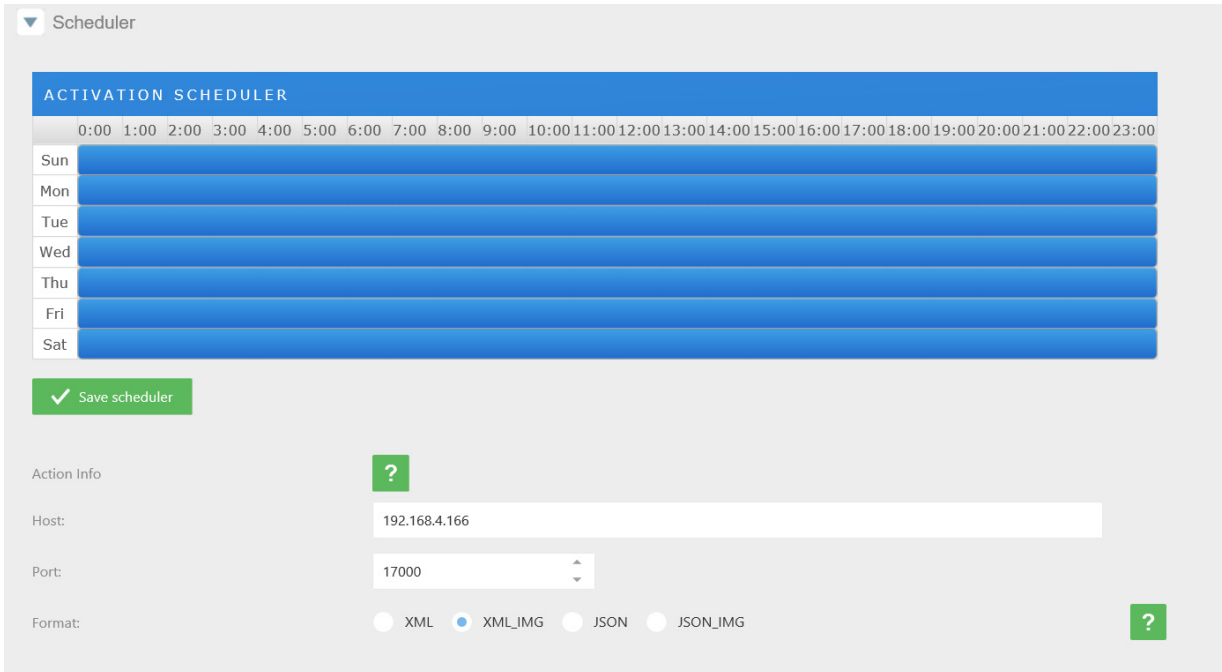 Scheduler
ACTIVATION SCHEDULER
0:00 1:00 2:00 3:00 4:00 5:00 6:00 7:00 8:00 9:00 10:00 11:00 12:00 13:00 14:00 15:00 16:00 17:00 18:00 19:00 20:00 21:00 22:00 23:00
Sun
Mon
Tue
Wed
Thu
Fri
Sat
Save scheduler
Action Info ?
Host: 192.168.4.166
Port: 17000
Format: XML XML_IMG JSON JSON_IMG ?